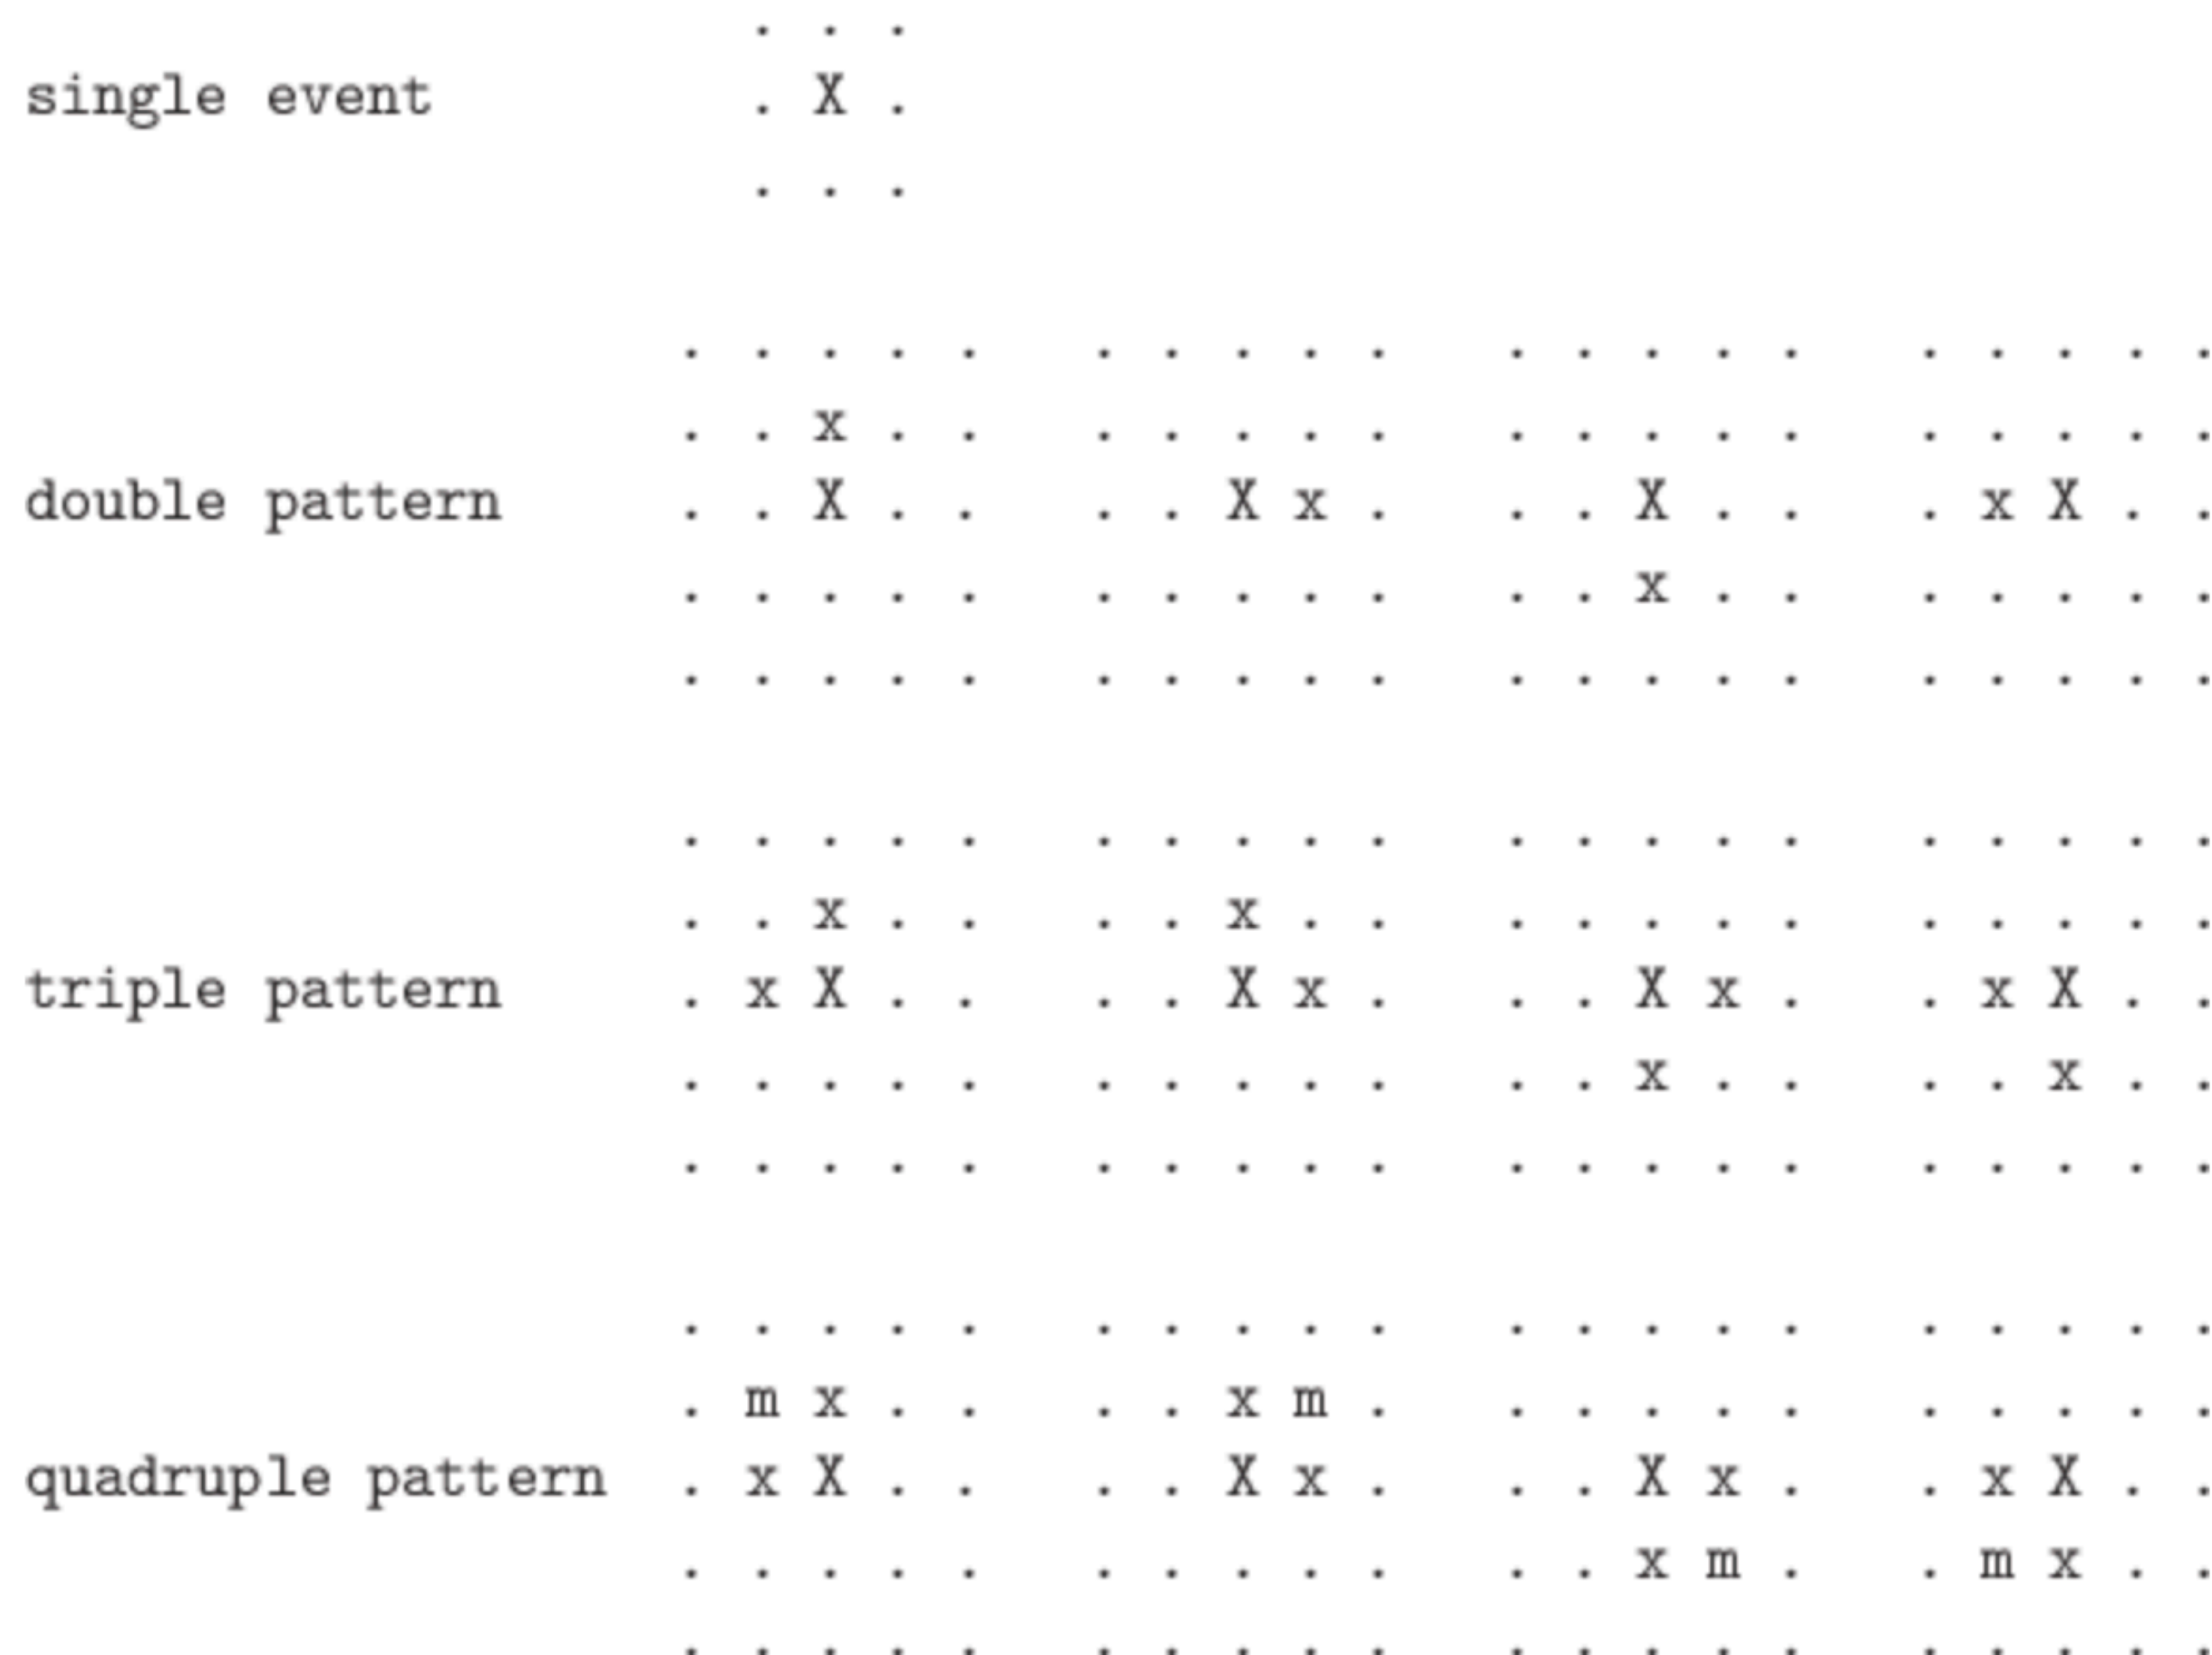 . . .
single event . X .
. . .
. . . . . . . . . . . . . . . . . . . .
. . x . . . . . . . . . . . . . . . . .
double pattern . . X . . . . X x . . . X . . . x X . .
. . . . . . . . . . . . x . . . . . . .
. . . . . . . . . . . . . . . . . . . .
. . . . . . . . . . . . . . . . . . . .
. . x . . . . x . . . . . . . . . . . .
triple pattern . x X . . . . X x . . . X x . . x X . .
. . . . . . . . . . . . x . . . . x . .
. . . . . . . . . . . . . . . . . . . .
. . . . . . . . . . . . . . . . . . . .
. m x . . . . x m . . . . . . . . . . .
quadruple pattern . x X . . . . X x . . . X x . . x X . .
. . . . . . . . . . . . x m . . m x . .
. . . . . . . . . . . . . . . . . . . .